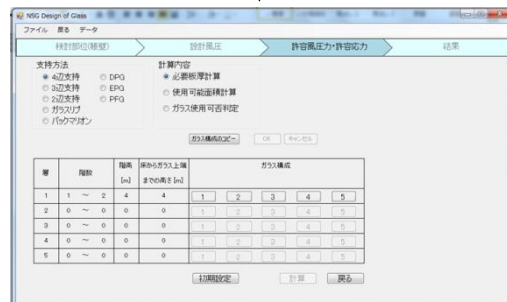 NSG Design of Glass
ファイル 戻る データ
検討部位(帳壁) 設計風圧 許容風圧力・許容応力 結果
支持方法 計算内容
4辺支持 DPG 必要板厚計算
3辺支持 EPG 使用可能面積計算
2辺支持 PFG ガラス使用可否判定
ガラスリブ
バックマリオン
ガラス構成のコピー OK キャンセル
層 階数 階高 [m] 床からガラス上端までの高さ [m] ガラス構成
1 1 ~ 2 4 4 1 2 3 4 5
2 0 ~ 0 0 0 1 2 3 4 5
3 0 ~ 0 0 0 1 2 3 4 5
4 0 ~ 0 0 0 1 2 3 4 5
5 0 ~ 0 0 0 1 2 3 4 5
初期設定 計算 戻る